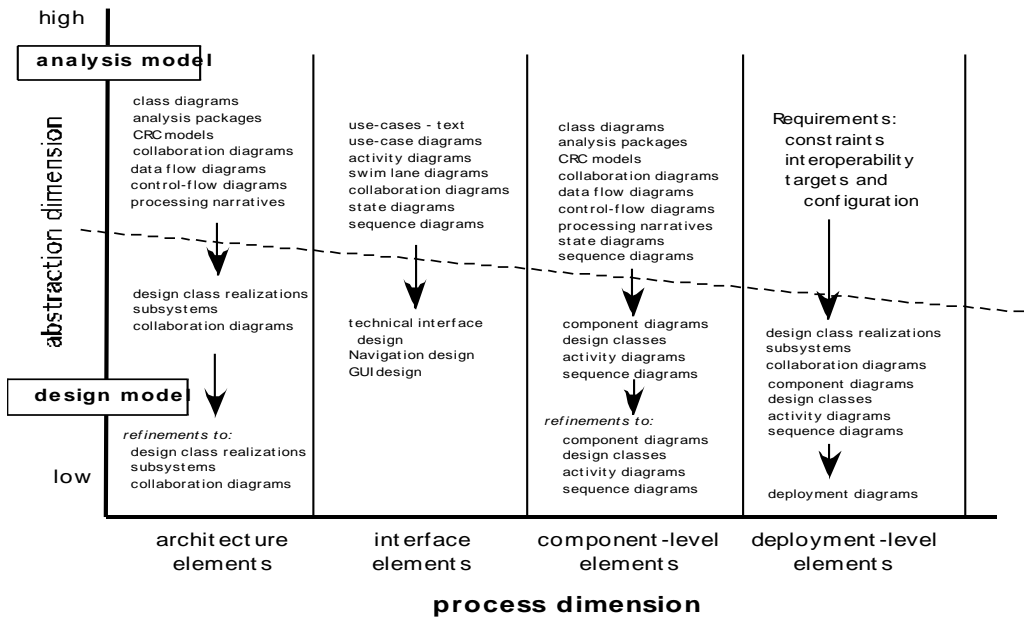 high
analysis model
abstraction dimension
design model
low
class diagrams
analysis packages
CRC models
collaboration diagrams
data flow diagrams
control-flow diagrams
processing narratives
design class realizations
subsystems
collaboration diagrams
refinements to:
design class realizations
subsystems
collaboration diagrams
use-cases - text
use-case diagrams
activity diagrams
swim lane diagrams
collaboration diagrams
state diagrams
sequence diagrams
technical interface
design
Navigation design
GUI design
class diagrams
analysis packages
CRC models
collaboration diagrams
data flow diagrams
control-flow diagrams
processing narratives
state diagrams
sequence diagrams
component diagrams
design classes
activity diagrams
sequence diagrams
refinements to:
component diagrams
design classes
activity diagrams
sequence diagrams
Requirements:
constraints
interoperability
targets and
configuration
design class realizations
subsystems
collaboration diagrams
component diagrams
design classes
activity diagrams
sequence diagrams
deployment diagrams
architecture
elements
interface
elements
component-level
elements
deployment-level
elements
process dimension